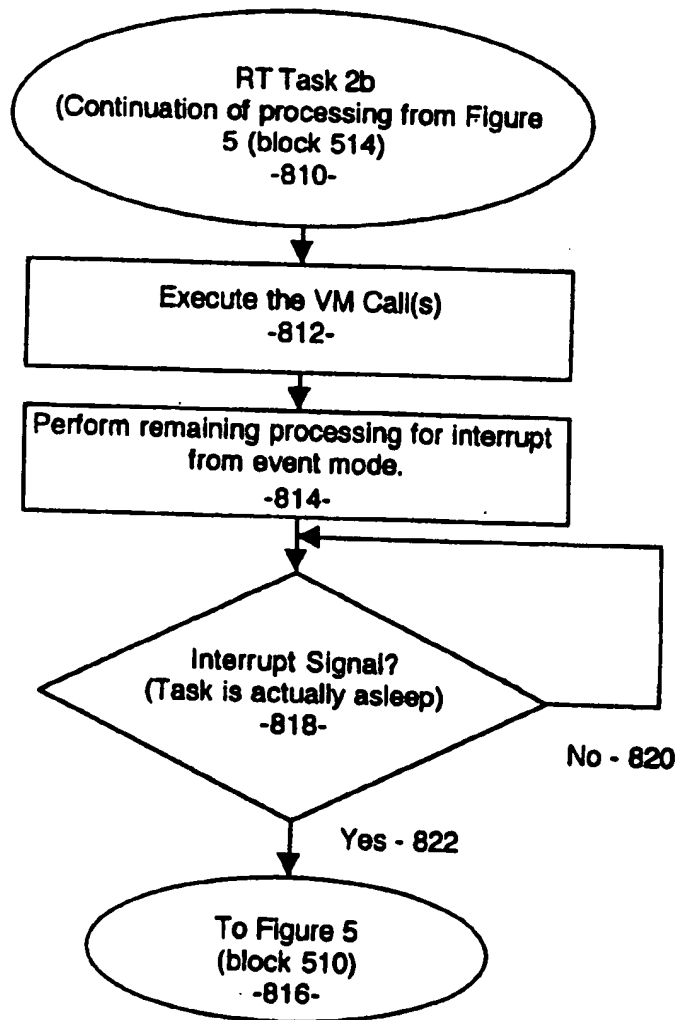 RT Task 2b
(Continuation of processing from Figure
5 (block 514)
-810-
Execute the VM Call(s)
-812-
Perform remaining processing for interrupt
from event mode.
-814-
Interrupt Signal?
(Task is actually asleep)
-818-
No - 820
Yes - 822
To Figure 5
(block 510)
-816-